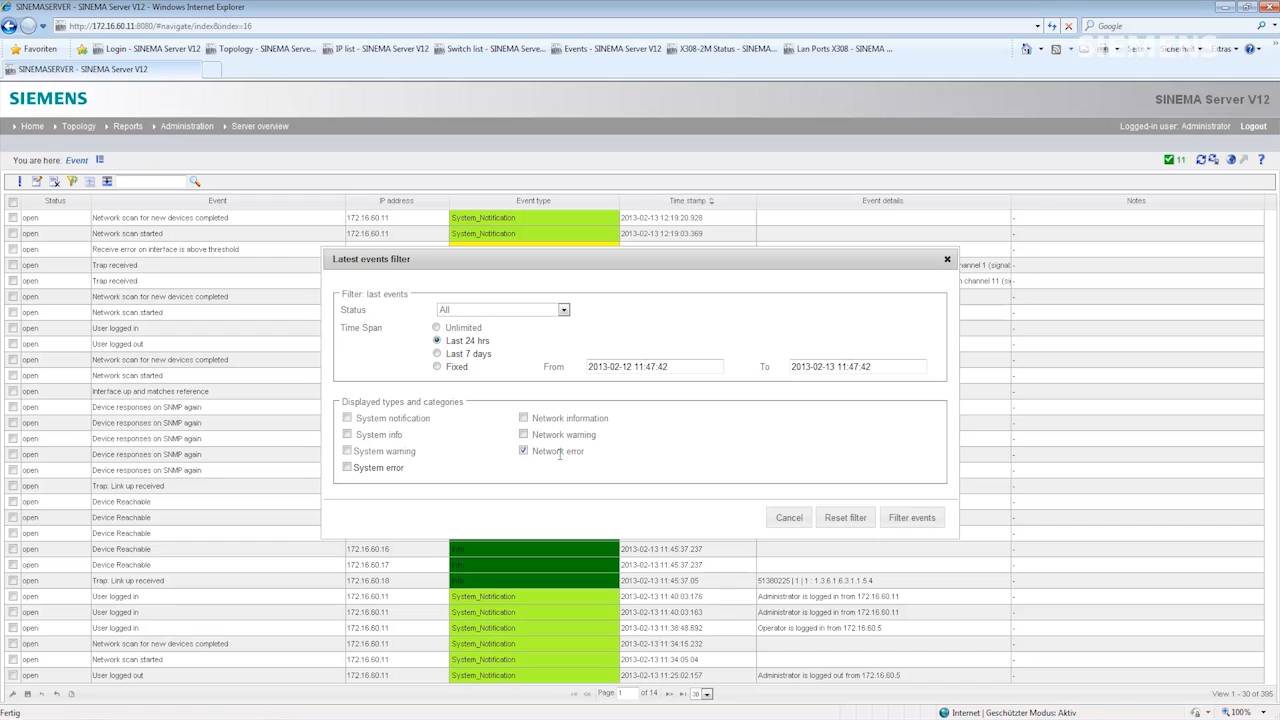 SINEMASERVER - SINEMA Server V12 - Windows Internet Explorer
http://172.16.60.11:8080/#navigate/index&index=16
Google
Favoriten Login - SINEMA Server V12 Topology - SINEMA Serve... IP list - SINEMA Server V12 Switch list - SINEMA Serve... Events - SINEMA Server V12 X308-2M Status - SINEMA... Lan Ports X308 - SINEMA ... Seite Sicherheit Extras
SIEMENS
SINEMASERVER - SINEMA Server V12
SIEMENS
SINEMA Server V12
Home Topology Reports Administration Server overview Logged-in user: Administrator Logout
You are here: Event 11
Status Event IP address Event type Time stamp Event details Notes
open Network scan for new devices completed 172.16.60.11 System_Notification 2013-02-13 12:19:20.928 -
open Network scan started 172.16.60.11 System_Notification 2013-02-13 12:19:03.369 -
open Receive error on interface is above threshold -
open Trap received channel 1 (signal: -
open Trap received -
open Network scan for new devices completed -
open Network scan started -
open User logged in -
open User logged out -
open Network scan for new devices completed -
open Network scan started -
open Interface up and matches reference -
open Device responses on SNMP again -
open Device responses on SNMP again -
open Device responses on SNMP again -
open Device responses on SNMP again -
open Device responses on SNMP again -
open Trap: Link up received -
open Device Reachable -
open Device Reachable -
open Device Reachable -
open Device Reachable 172.16.60.16 Info 2013-02-13 11:45:37.237 -
open Device Reachable 172.16.60.17 Info 2013-02-13 11:45:37.237 -
open Trap: Link up received 172.16.60.18 Info 2013-02-13 11:45:37.05 51380225 | 1 | 1 : 1.3.6.1.6.3.1.1.5.4 -
open User logged in 172.16.60.11 System_Notification 2013-02-13 11:40:03.176 Administrator is logged in from 172.16.60.11 -
open User logged in 172.16.60.11 System_Notification 2013-02-13 11:40:03.163 Administrator is logged in from 172.16.60.11 -
open User logged in 172.16.60.11 System_Notification 2013-02-13 11:38:48.692 Operator is logged in from 172.16.60.5 -
open Network scan for new devices completed 172.16.60.11 System_Notification 2013-02-13 11:34:15.232 -
open Network scan started 172.16.60.11 System_Notification 2013-02-13 11:34:05.04 -
open User logged out 172.16.60.11 System_Notification 2013-02-13 11:25:02.157 Administrator is logged out from 172.16.60.5 -
Page 1 of 14 30 View 1 - 30 of 395
Latest events filter
Filter: last events
Status All
Time Span Unlimited
Last 24 hrs
Last 7 days
Fixed From 2013-02-12 11:47:42 To 2013-02-13 11:47:42
Displayed types and categories
System notification Network information
System info Network warning
System warning Network error
System error
Cancel Reset filter Filter events
Fertig Internet | Geschützter Modus: Aktiv 100%